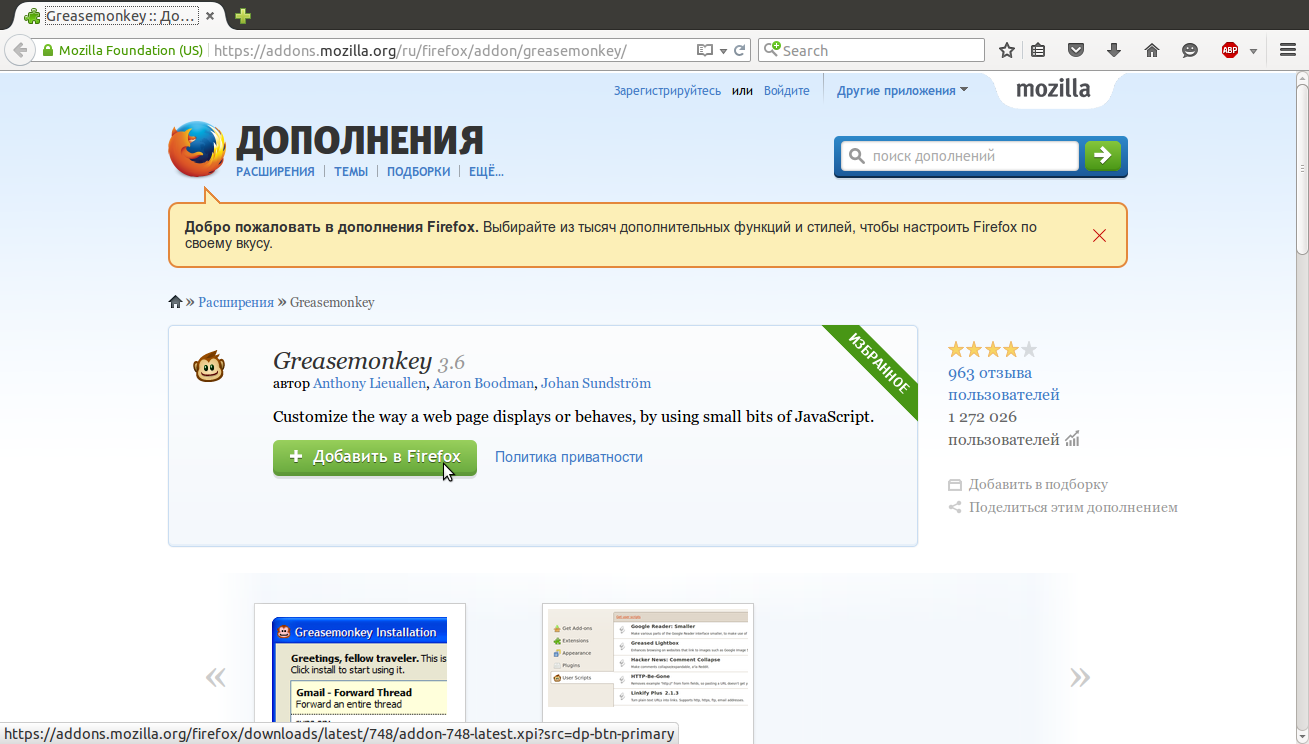 Greasemonkey :: До...
Mozilla Foundation (US) https://addons.mozilla.org/ru/firefox/addon/greasemonkey/ Search ABP
Зарегистрируйтесь или Войдите Другие приложения mozilla
ДОПОЛНЕНИЯ
РАСШИРЕНИЯ ТЕМЫ ПОДБОРКИ ЕЩЁ...
поиск дополнений
Добро пожаловать в дополнения Firefox. Выбирайте из тысяч дополнительных функций и стилей, чтобы настроить Firefox по
своему вкусу.
» Расширения » Greasemonkey
ИЗБРАННОЕ
Greasemonkey 3.6
автор Anthony Lieuallen, Aaron Boodman, Johan Sundström
Customize the way a web page displays or behaves, by using small bits of JavaScript.
+ Добавить в Firefox Политика приватности
963 отзыва
пользователей
1 272 026
пользователей
Добавить в подборку
Поделиться этим дополнением
« »
Greasemonkey Installation
Greetings, fellow traveler. This is
Click install to start using it.
Gmail - Forward Thread
Forward an entire thread
Get Add-ons
Extensions
Appearance
Plugins
User Scripts
Google Reader: Smaller
Greased Lightbox
Hacker News: Comment Collapse
HTTP-Be-Gone
Linkify Plus 2.1.3
https://addons.mozilla.org/firefox/downloads/latest/748/addon-748-latest.xpi?src=dp-btn-primary